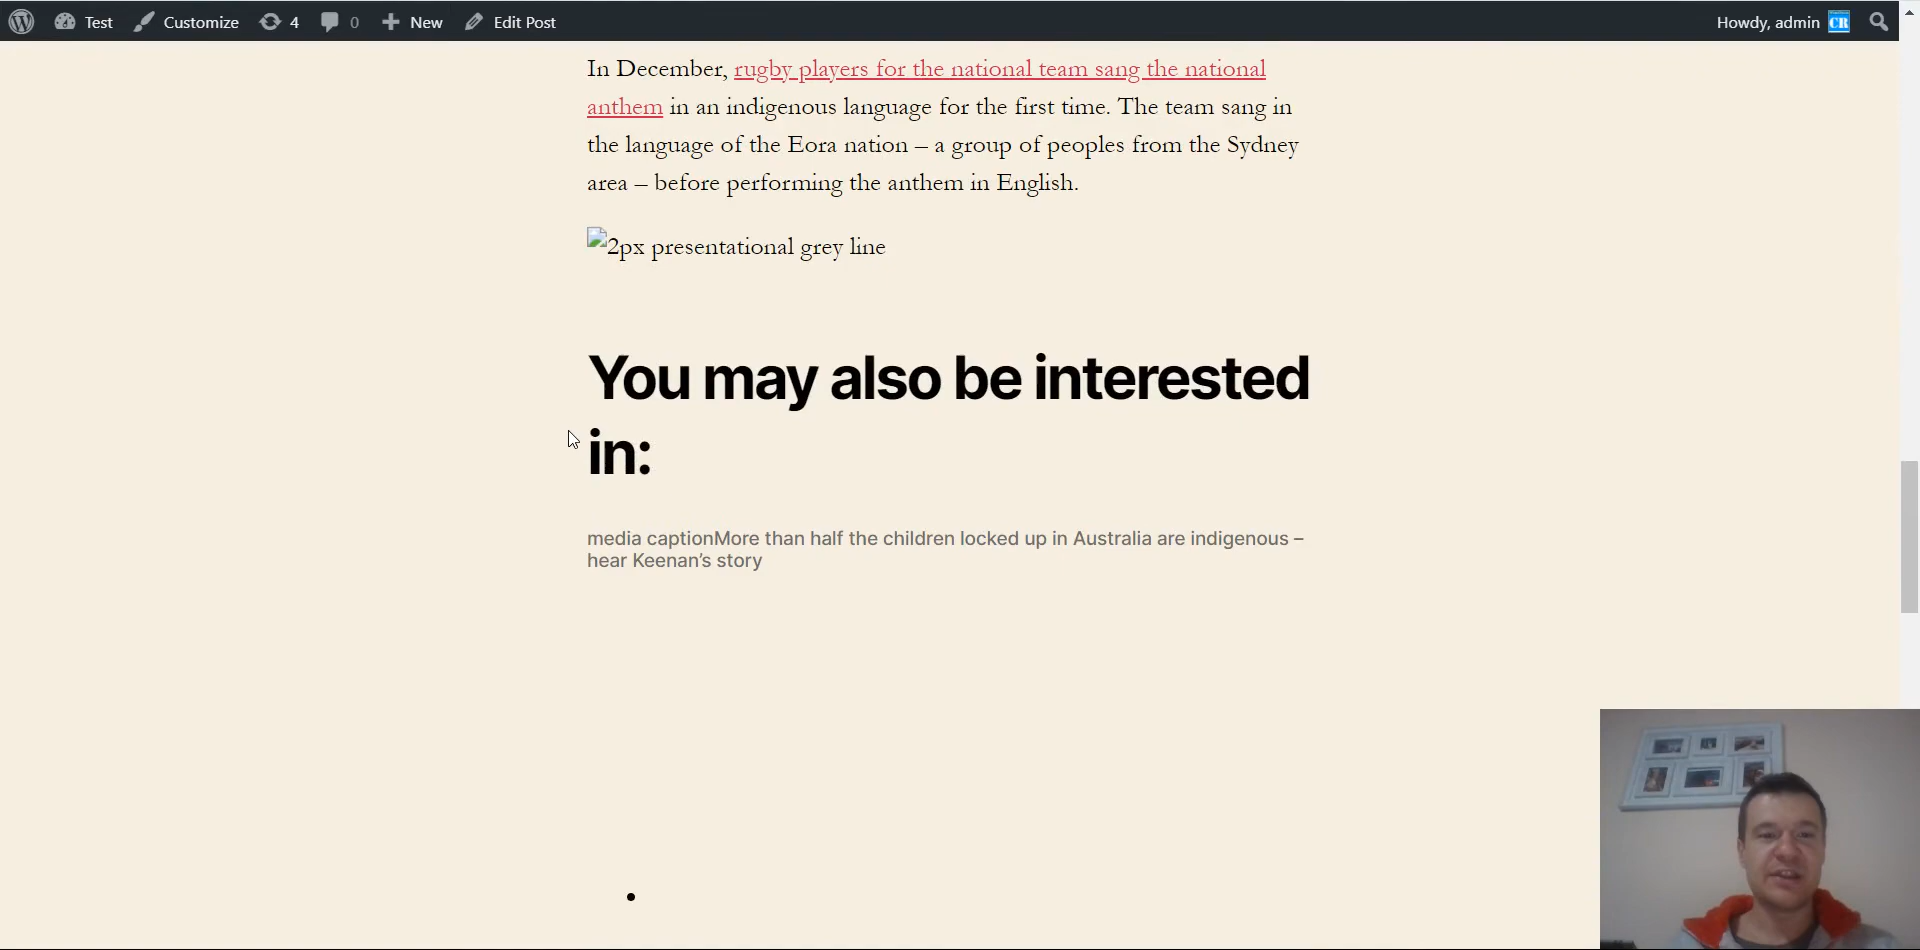 Test Customize 4 0 New Edit Post Howdy, admin CR
In December, rugby players for the national team sang the national
anthem in an indigenous language for the first time. The team sang in
the language of the Eora nation – a group of peoples from the Sydney
area – before performing the anthem in English.
2px presentational grey line
You may also be interested
in:
media captionMore than half the children locked up in Australia are indigenous –
hear Keenan’s story